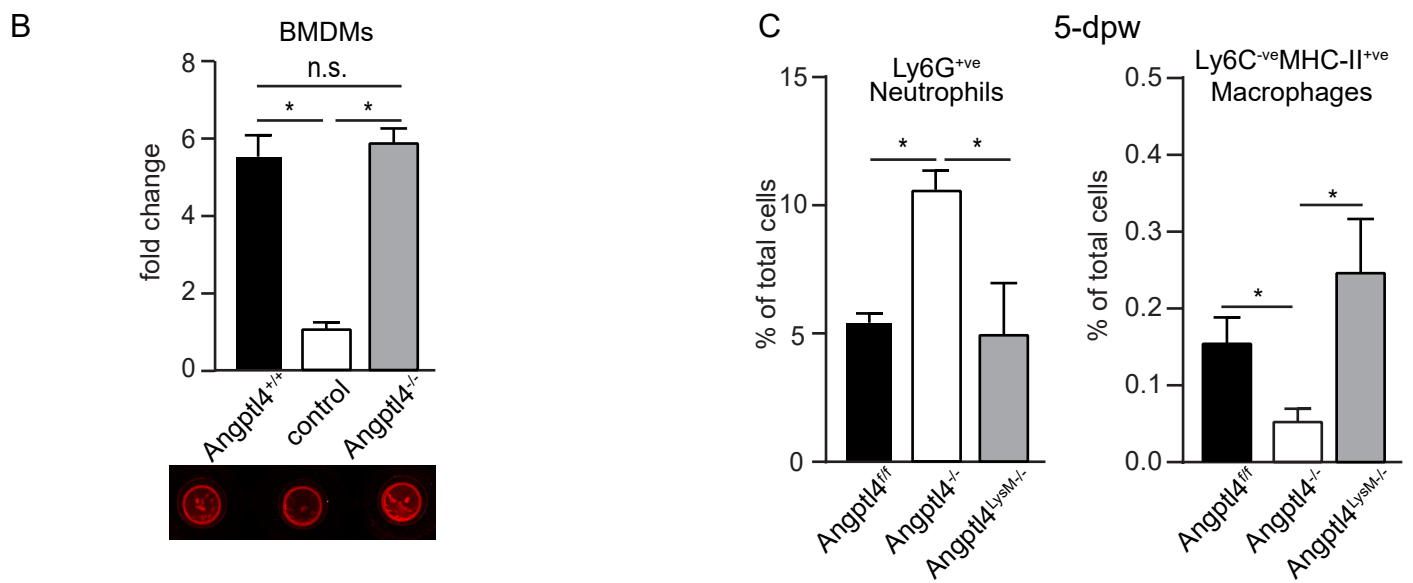 B
BMDMs
fold change
8
6
4
2
0
n.s.
* *
Angptl4+/+
control
Angptl4-/-
C
5-dpw
Ly6G+ve
Neutrophils
% of total cells
15
10
5
0
* *
Angptl4f/f
Angptl4-/-
Angptl4LysM-/-
Ly6C-veMHC-II+ve
Macrophages
% of total cells
0.5
0.4
0.3
0.2
0.1
0.0
*
*
Angptl4f/f
Angptl4-/-
Angptl4LysM-/-